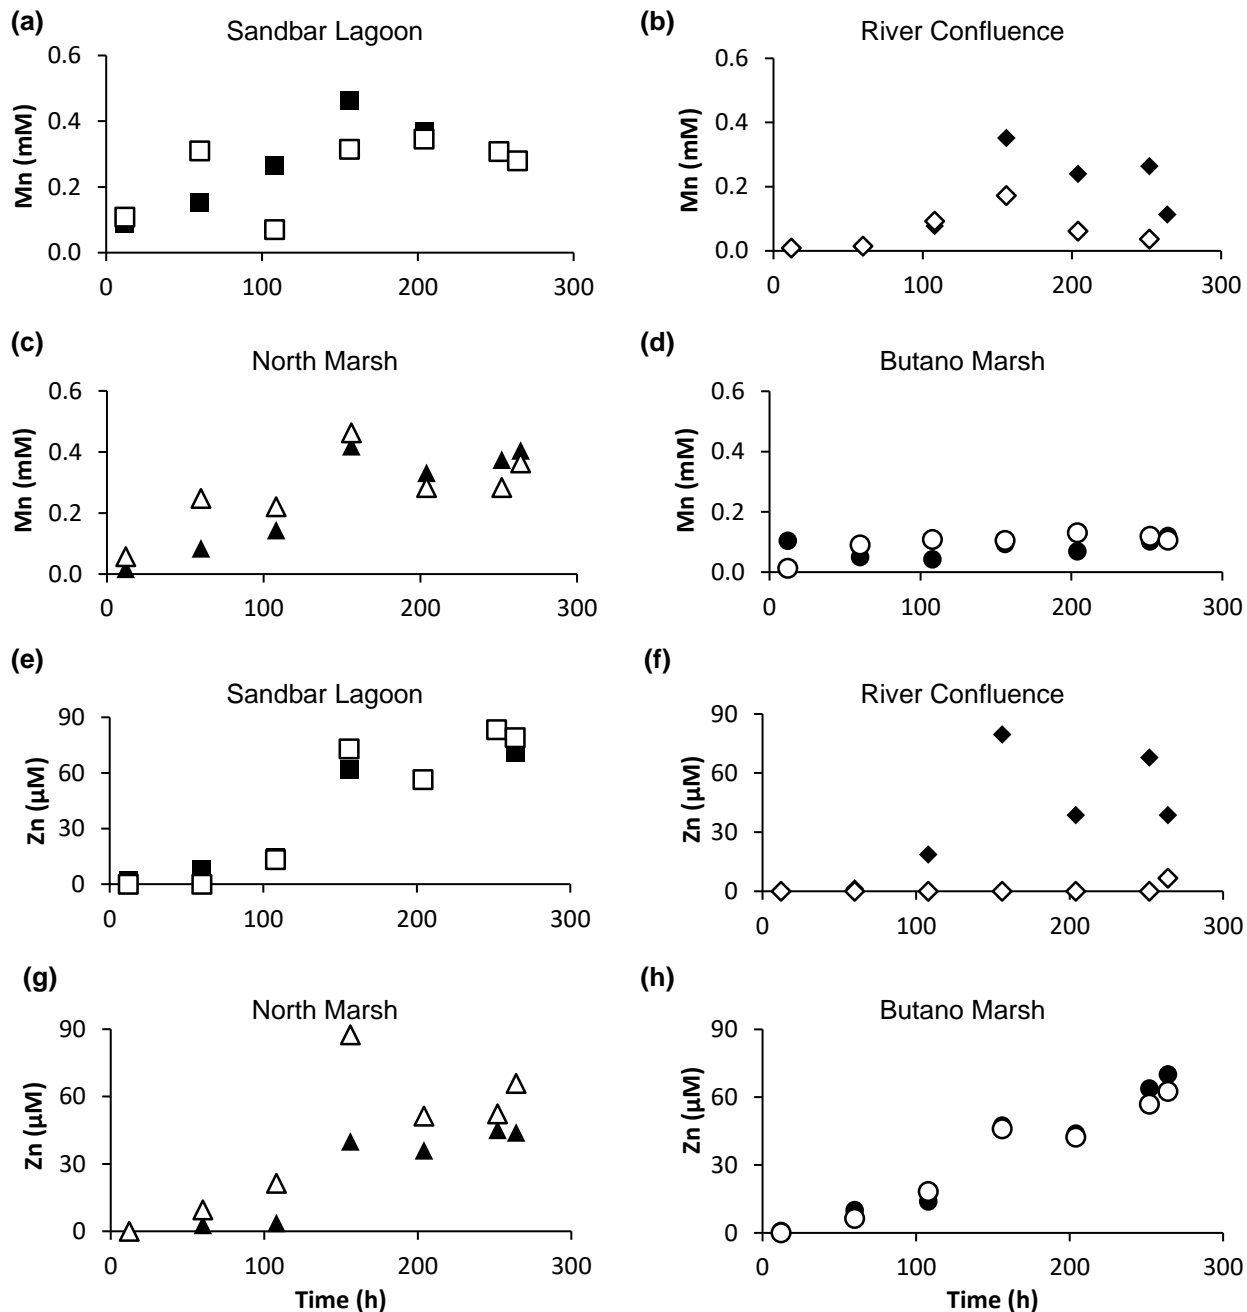 (a)
Sandbar Lagoon
Mn (mM)
0.6
0.4
0.2
0.0
0 100 200 300
(b)
River Confluence
Mn (mM)
0.6
0.4
0.2
0.0
0 100 200 300
(c)
North Marsh
Mn (mM)
0.6
0.4
0.2
0.0
0 100 200 300
(d)
Butano Marsh
Mn (mM)
0.6
0.4
0.2
0.0
0 100 200 300
(e)
Sandbar Lagoon
Zn (µM)
90
60
30
0
0 100 200 300
(f)
River Confluence
Zn (µM)
90
60
30
0
0 100 200 300
(g)
North Marsh
Zn (µM)
90
60
30
0
0 100 200 300
Time (h)
(h)
Butano Marsh
Zn (µM)
90
60
30
0
0 100 200 300
Time (h)